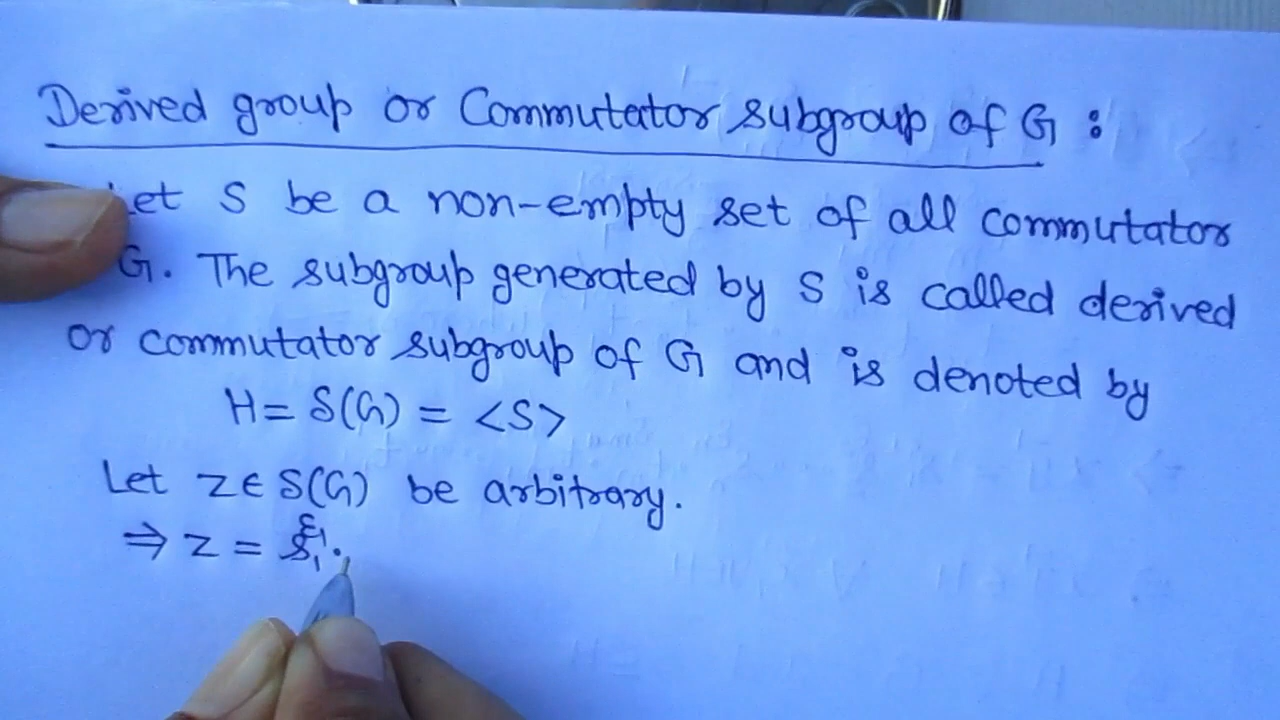 Derived group or Commutator subgroup of G :
Let S be a non-empty set of all commutator
G. The subgroup generated by S is called derived
or commutator subgroup of G and is denoted by
H = S(G) = <S>
Let z ∈ S(G) be arbitrary.
⇒ z = S₁^ε₁ .